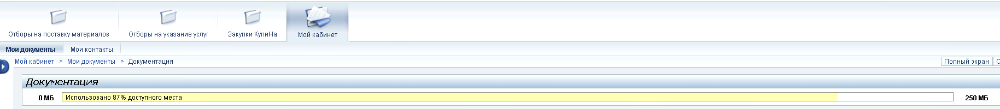 Отборы на поставку материалов
Отборы на указание услуг
Закупки КупиНа
Мой кабинет
Мои документы
Мои контакты
Мой кабинет > Мои документы > Документация
Полный экран
Документация
0 МБ
Использовано 87% доступного места
250 МБ